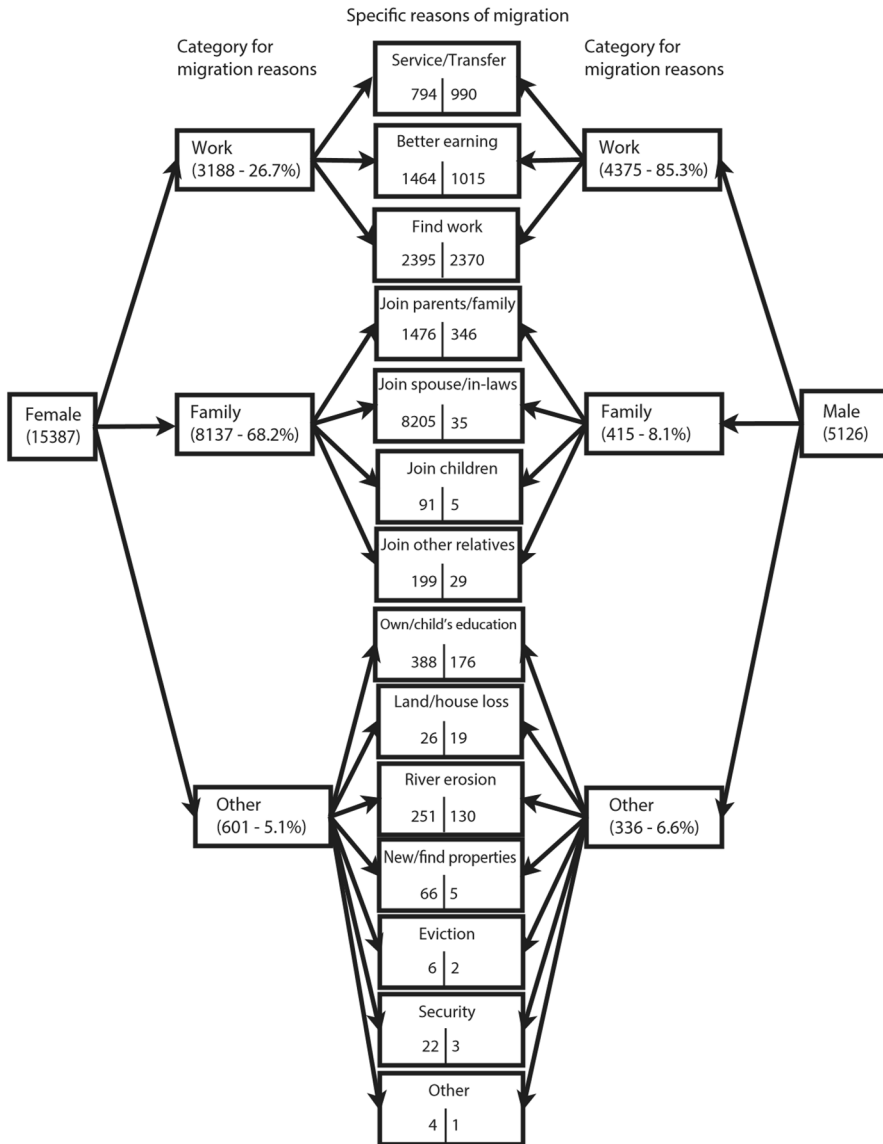 Specific reasons of migration
Category for
migration reasons
Category for
migration reasons
Service/Transfer
794 990
Better earning
1464 1015
Find work
2395 2370
Join parents/family
1476 346
Join spouse/in-laws
8205 35
Join children
91 5
Join other relatives
199 29
Own/child's education
388 176
Land/house loss
26 19
River erosion
251 130
New/find properties
66 5
Eviction
6 2
Security
22 3
Other
4 1
Work
(3188 - 26.7%)
Work
(4375 - 85.3%)
Female
(15387)
Family
(8137 - 68.2%)
Family
(415 - 8.1%)
Male
(5126)
Other
(601 - 5.1%)
Other
(336 - 6.6%)